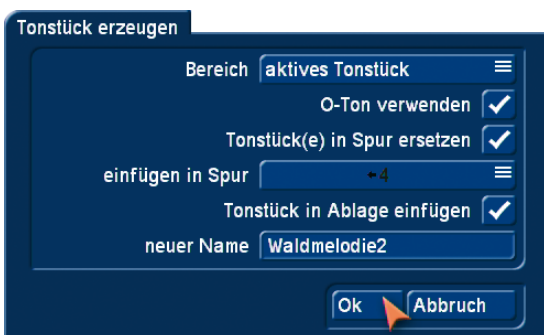 Tonstück erzeugen
Bereich aktives Tonstück
O-Ton verwenden
Tonstück(e) in Spur ersetzen
einfügen in Spur 4
Tonstück in Ablage einfügen
neuer Name Waldmelodie2
Ok Abbruch